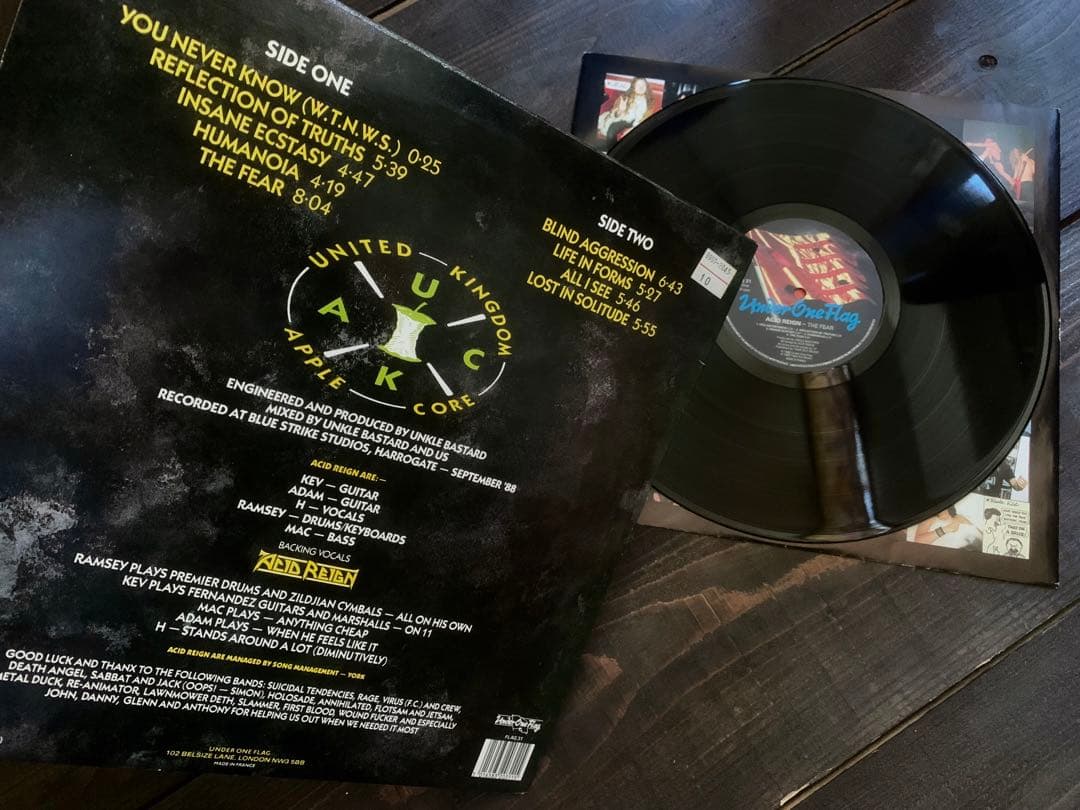 SIDE ONE
YOU NEVER KNOW (W.T.N.W.S.) 0·25
REFLECTION OF TRUTHS 5·39
INSANE ECSTASY 4·47
HUMANOIA 4·19
THE FEAR 8·04
SIDE TWO
BLIND AGGRESSION 6·43
LIFE IN FORMS 5·27
ALL I SEE 5·46
LOST IN SOLITUDE 5·55
10
UNITED KINGDOM
APPLE CORE
U
A
C
K
ENGINEERED AND PRODUCED BY UNKLE BASTARD
MIXED BY UNKLE BASTARD AND US
RECORDED AT BLUE STRIKE STUDIOS, HARROGATE — SEPTEMBER '88
ACID REIGN ARE:—
KEV — GUITAR
ADAM — GUITAR
H — VOCALS
RAMSEY — DRUMS/KEYBOARDS
MAC — BASS
BACKING VOCALS
ACID REIGN
RAMSEY PLAYS PREMIER DRUMS AND ZILDJIAN CYMBALS — ALL ON HIS OWN
KEV PLAYS FERNANDEZ GUITARS AND MARSHALLS — ON 11
MAC PLAYS — ANYTHING CHEAP
ADAM PLAYS — WHEN HE FEELS LIKE IT
H — STANDS AROUND A LOT (DIMINUTIVELY)
ACID REIGN ARE MANAGED BY SONG MANAGEMENT — YORK
GOOD LUCK AND THANX TO THE FOLLOWING BANDS: SUICIDAL TENDENCIES, RAGE, VIRUS (F.C.) AND CREW,
DEATH ANGEL, SABBAT AND JACK (OOPS! — SIMON), HOLOSADE, ANNIHILATED, FLOTSAM AND JETSAM,
ETAL DUCK, RE-ANIMATOR, LAWNMOWER DETH, SLAMMER, FIRST BLOOD, WOUND FUCKER AND ESPECIALLY
JOHN, DANNY, GLENN AND ANTHONY FOR HELPING US OUT WHEN WE NEEDED IT MOST
UNDER ONE FLAG
102 BELSIZE LANE, LONDON NW3 5BB
MADE IN FRANCE
Under One Flag
FLAG 31
Under One Flag
ACID REIGN – THE FEAR